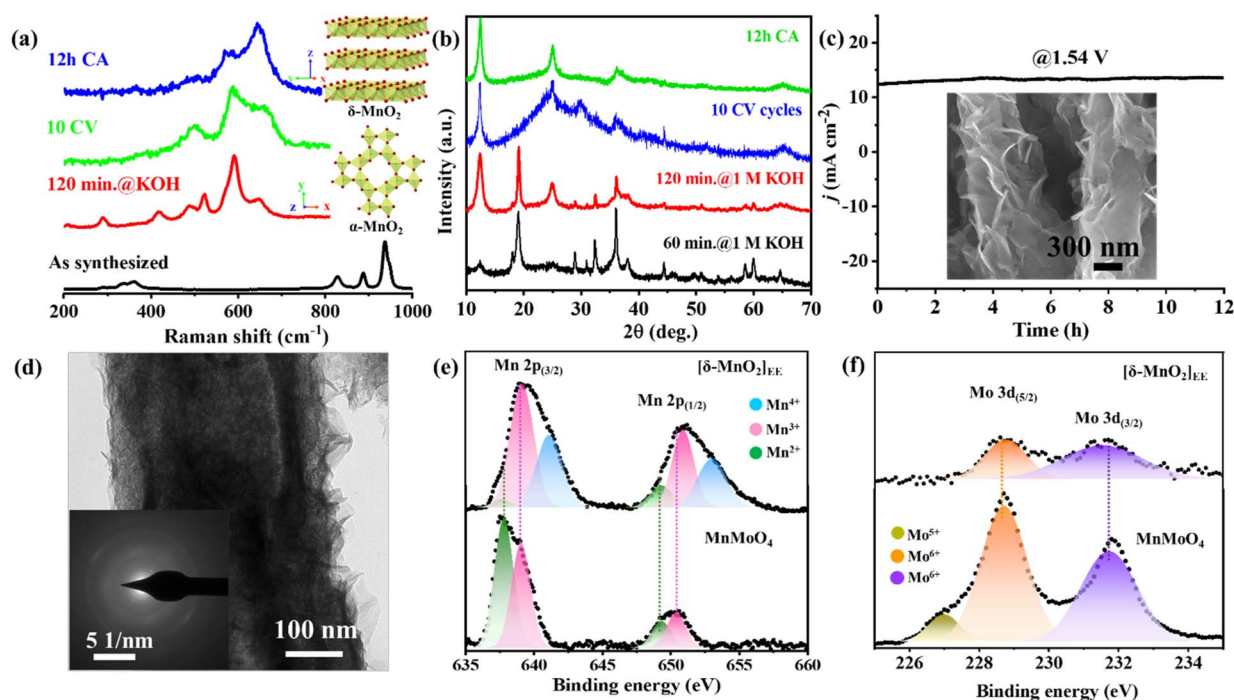 (a)
12h CA
10 CV
120 min.@KOH
As synthesized
δ-MnO₂
α-MnO₂
z
y
x
y
z
x
200 400 600 800 1000
Raman shift (cm⁻¹)
(b)
12h CA
10 CV cycles
120 min.@1 M KOH
60 min.@1 M KOH
Intensity (a.u.)
10 20 30 40 50 60 70
2θ (deg.)
(c)
@1.54 V
300 nm
j (mA cm⁻²)
20
10
0
-10
-20
0 2 4 6 8 10 12
Time (h)
(d)
5 1/nm
100 nm
(e)
Mn 2p(3/2)
[δ-MnO₂]EE
Mn 2p(1/2)
Mn⁴⁺
Mn³⁺
Mn²⁺
MnMoO₄
635 640 645 650 655 660
Binding energy (eV)
(f)
[δ-MnO₂]EE
Mo 3d(5/2)
Mo 3d(3/2)
MnMoO₄
Mo⁵⁺
Mo⁶⁺
Mo⁶⁺
226 228 230 232 234
Binding energy (eV)